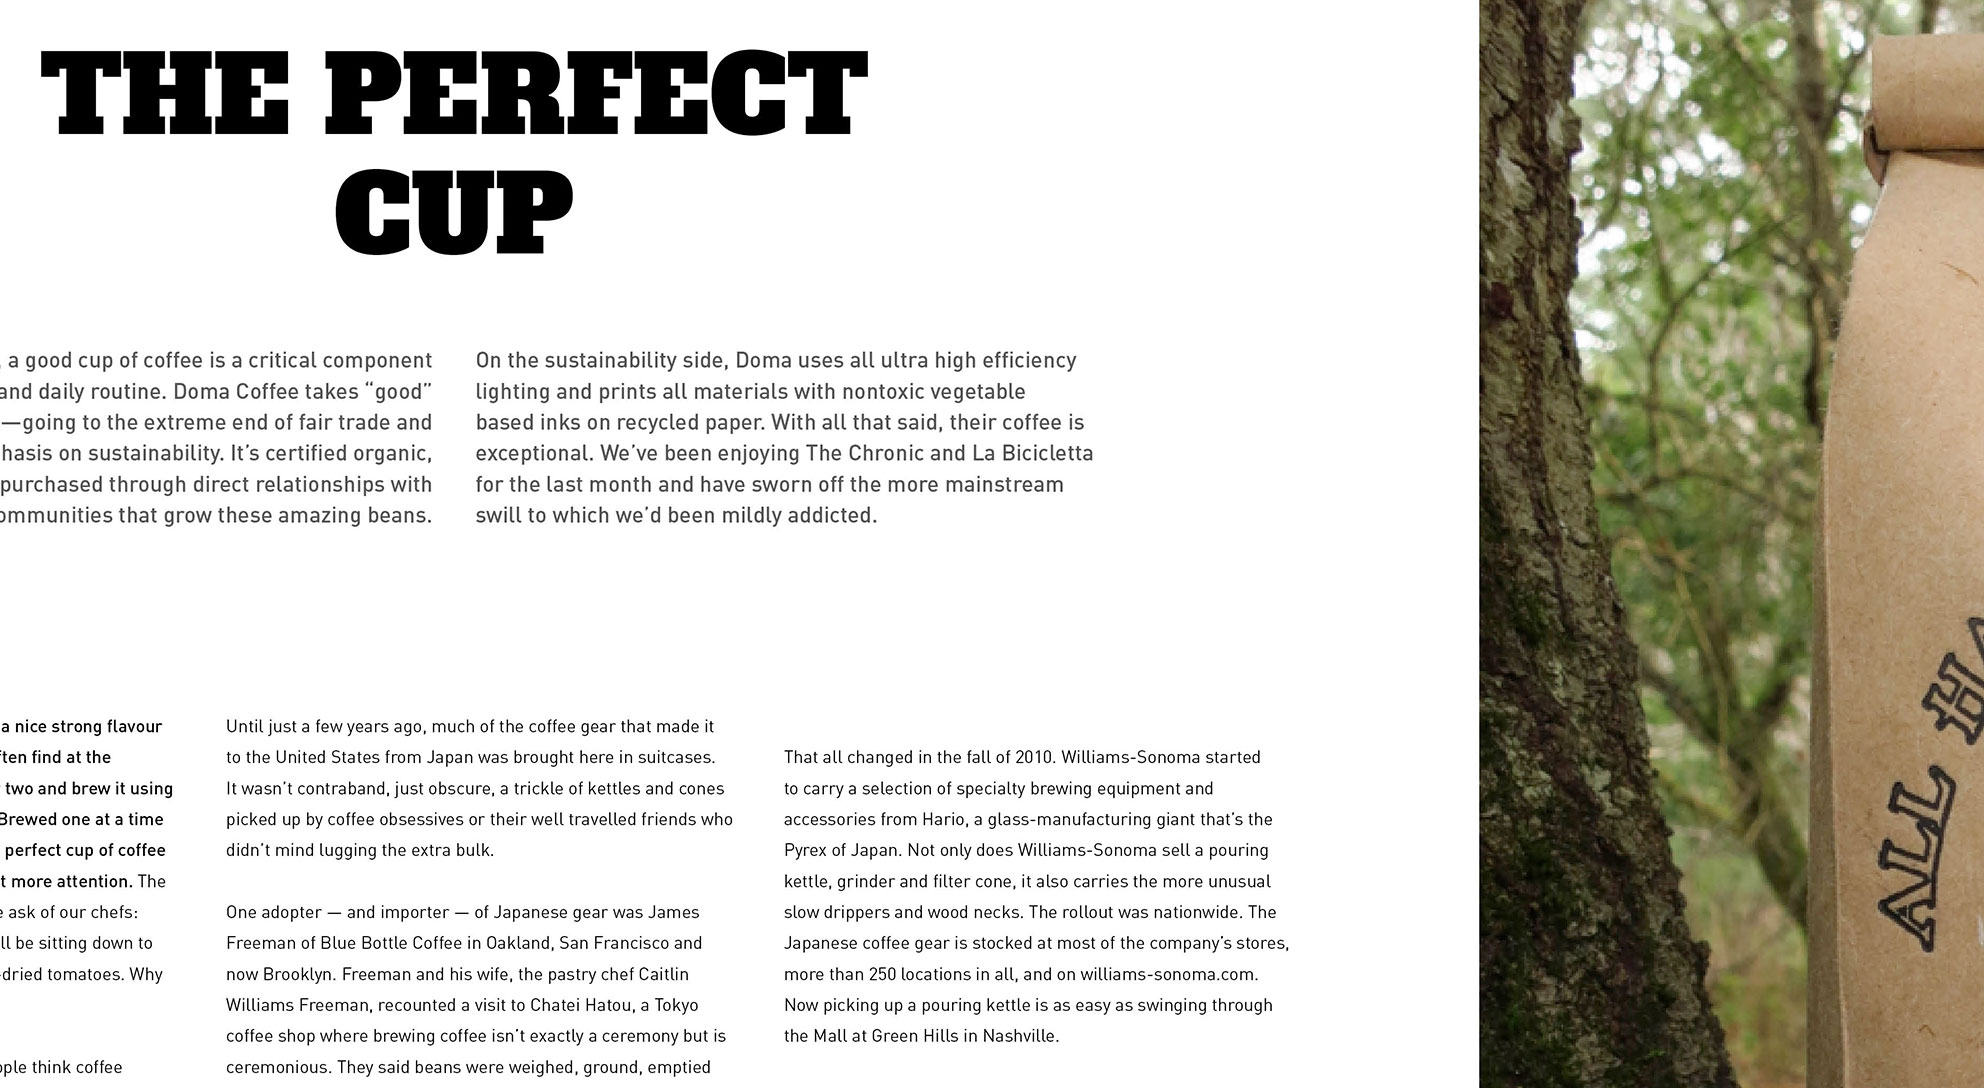 THE PERFECT
CUP
a good cup of coffee is a critical component
and daily routine. Doma Coffee takes “good”
—going to the extreme end of fair trade and
on sustainability. It’s certified organic,
purchased through direct relationships with
that grow these amazing beans.
On the sustainability side, Doma uses all ultra high efficiency
lighting and prints all materials with nontoxic vegetable
based inks on recycled paper. With all that said, their coffee is
exceptional. We’ve been enjoying The Chronic and La Bicicletta
for the last month and have sworn off the more mainstream
swill to which we’d been mildly addicted.
a nice strong flavour
find at the
two and brew it using
Brewed one at a time
perfect cup of coffee
more attention. The
ask of our chefs:
be sitting down to
-dried tomatoes. Why
think coffee
Until just a few years ago, much of the coffee gear that made it
to the United States from Japan was brought here in suitcases.
It wasn’t contraband, just obscure, a trickle of kettles and cones
picked up by coffee obsessives or their well travelled friends who
didn’t mind lugging the extra bulk.
One adopter — and importer — of Japanese gear was James
Freeman of Blue Bottle Coffee in Oakland, San Francisco and
now Brooklyn. Freeman and his wife, the pastry chef Caitlin
Williams Freeman, recounted a visit to Chatei Hatou, a Tokyo
coffee shop where brewing coffee isn’t exactly a ceremony but is
ceremonious. They said beans were weighed, ground, emptied
That all changed in the fall of 2010. Williams-Sonoma started
to carry a selection of specialty brewing equipment and
accessories from Hario, a glass-manufacturing giant that’s the
Pyrex of Japan. Not only does Williams-Sonoma sell a pouring
kettle, grinder and filter cone, it also carries the more unusual
slow drippers and wood necks. The rollout was nationwide. The
Japanese coffee gear is stocked at most of the company’s stores,
more than 250 locations in all, and on williams-sonoma.com.
Now picking up a pouring kettle is as easy as swinging through
the Mall at Green Hills in Nashville.
ALL HA